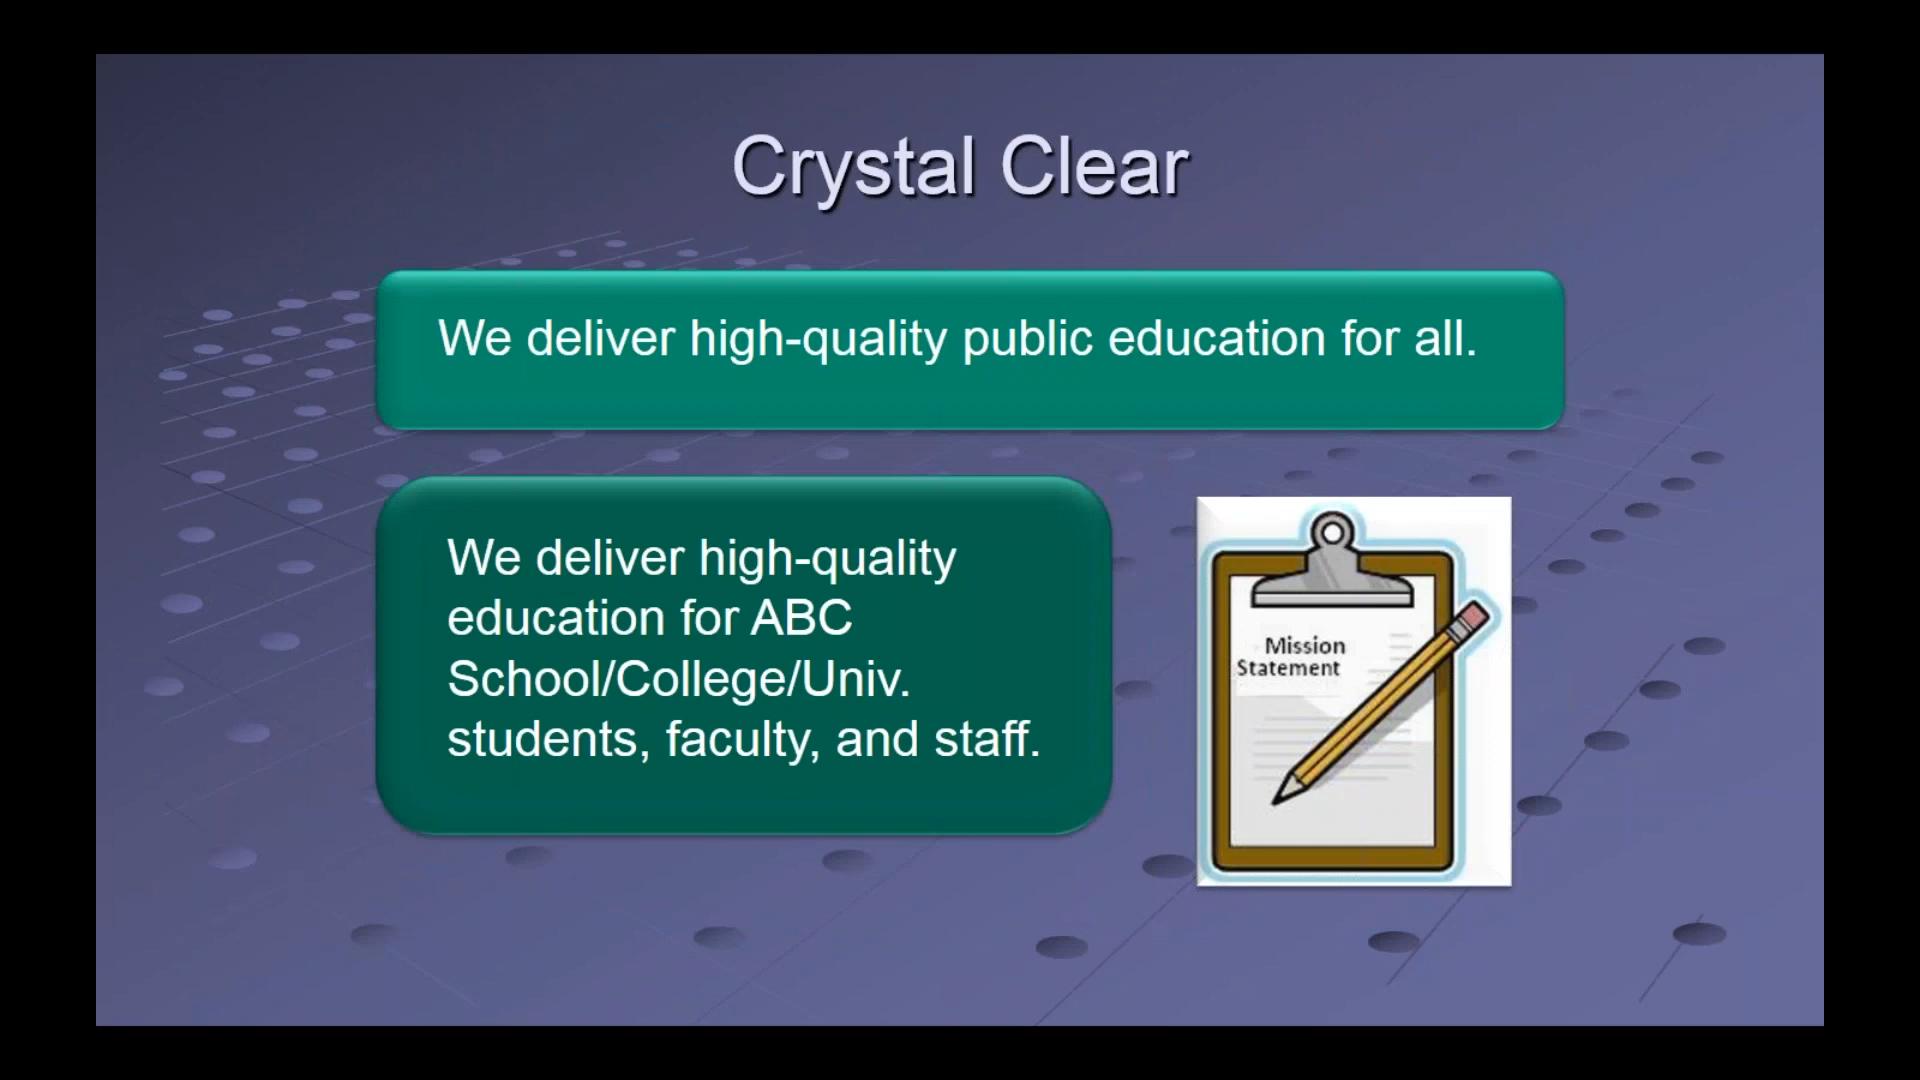 Crystal Clear
We deliver high-quality public education for all.
We deliver high-quality
education for ABC
School/College/Univ.
students, faculty, and staff.
Mission
Statement